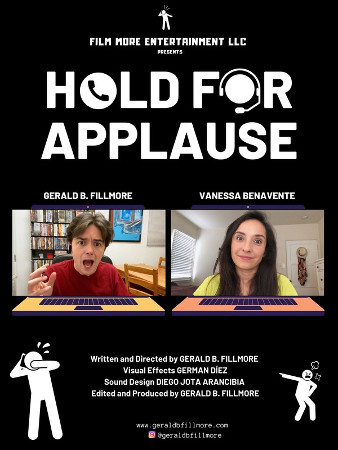 FILM MORE ENTERTAINMENT LLC
PRESENTS
HOLD FOR
APPLAUSE
GERALD B. FILLMORE VANESSA BENAVENTE
Written and Directed by GERALD B. FILLMORE
Visual Effects GERMAN DÍEZ
Sound Design DIEGO JOTA ARANCIBIA
Edited and Produced by GERALD B. FILLMORE
www.geraldbfillmore.com
@geraldbfillmore